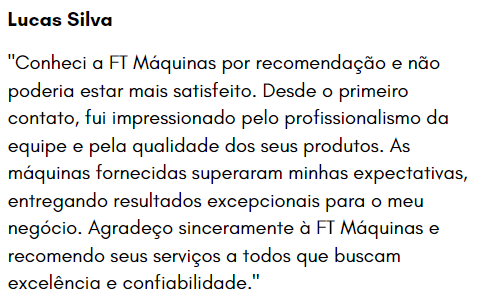 Lucas Silva
"Conheci a FT Máquinas por recomendação e não
poderia estar mais satisfeito. Desde o primeiro
contato, fui impressionado pelo profissionalismo da
equipe e pela qualidade dos seus produtos. As
máquinas fornecidas superaram minhas expectativas,
entregando resultados excepcionais para o meu
negócio. Agradeço sinceramente à FT Máquinas e
recomendo seus serviços a todos que buscam
excelência e confiabilidade."